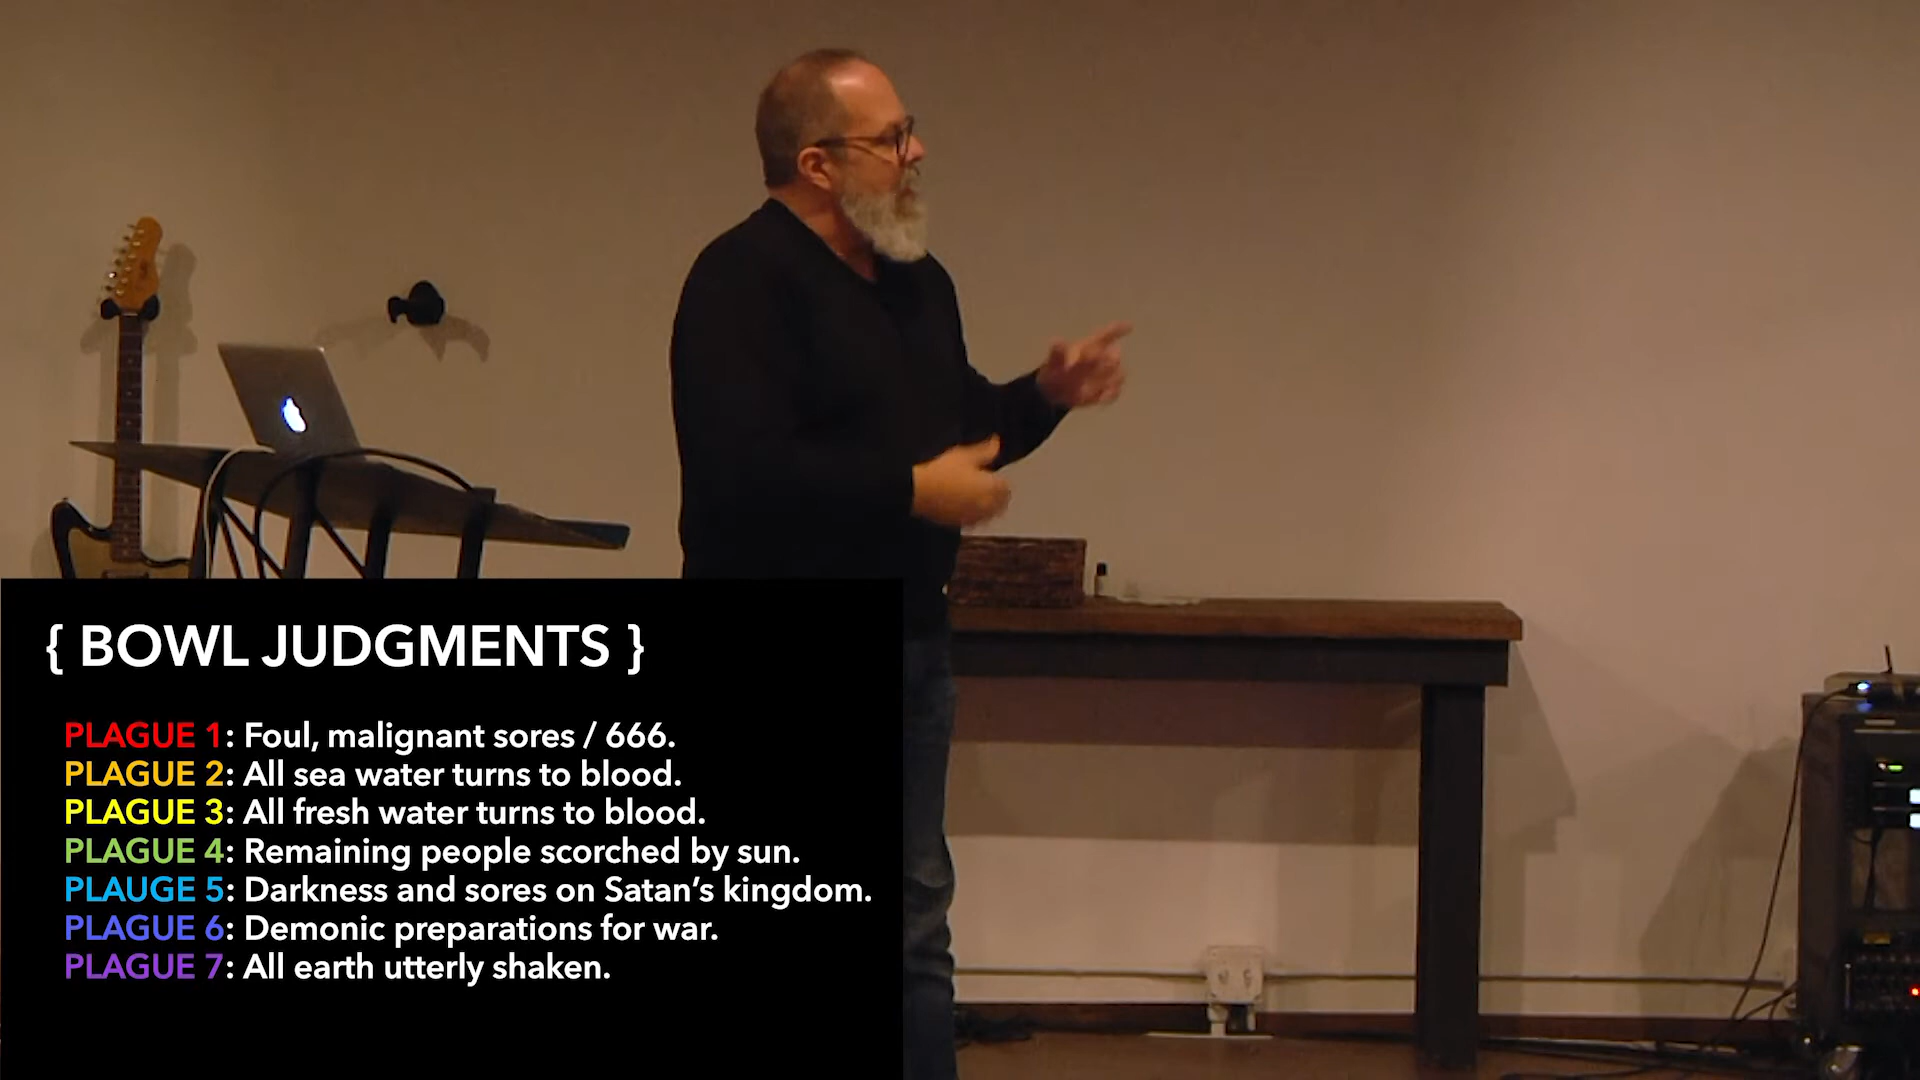 { BOWL JUDGMENTS }
PLAGUE 1: Foul, malignant sores / 666.
PLAGUE 2: All sea water turns to blood.
PLAGUE 3: All fresh water turns to blood.
PLAGUE 4: Remaining people scorched by sun.
PLAUGE 5: Darkness and sores on Satan’s kingdom.
PLAGUE 6: Demonic preparations for war.
PLAGUE 7: All earth utterly shaken.